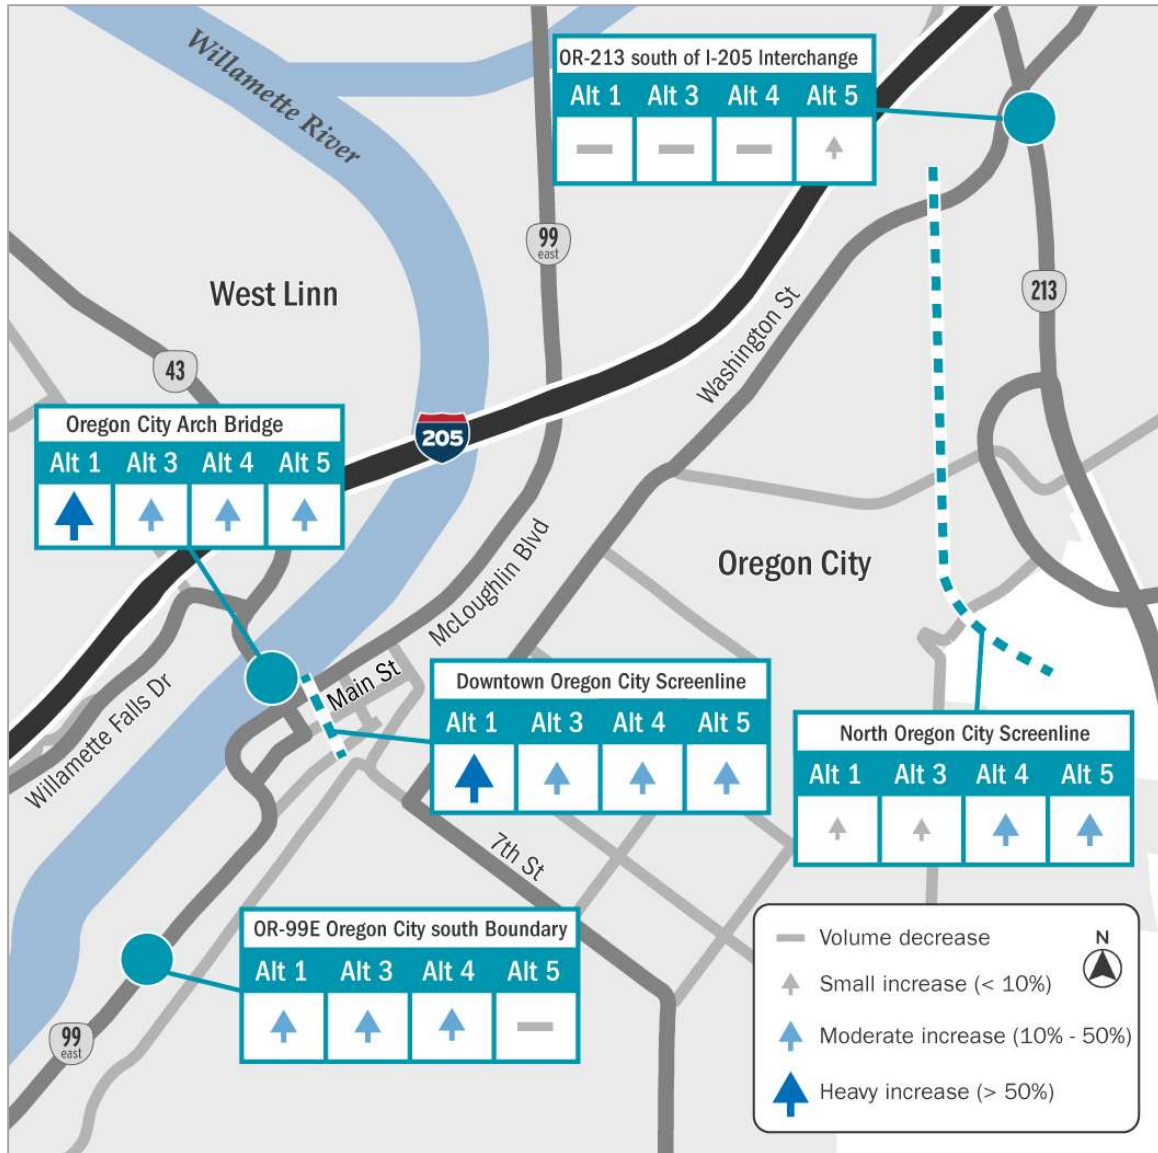 Willamette River
OR-213 south of I-205 Interchange
Alt 1 Alt 3 Alt 4 Alt 5
99
east
West Linn
213
Washington St
43
205
Oregon City Arch Bridge
Alt 1 Alt 3 Alt 4 Alt 5
Oregon City
McLoughlin Blvd
Main St
Willamette Falls Dr
Downtown Oregon City Screenline
Alt 1 Alt 3 Alt 4 Alt 5
North Oregon City Screenline
Alt 1 Alt 3 Alt 4 Alt 5
7th St
OR-99E Oregon City south Boundary
Alt 1 Alt 3 Alt 4 Alt 5
99
east
Volume decrease
N
Small increase (< 10%)
Moderate increase (10% - 50%)
Heavy increase (> 50%)